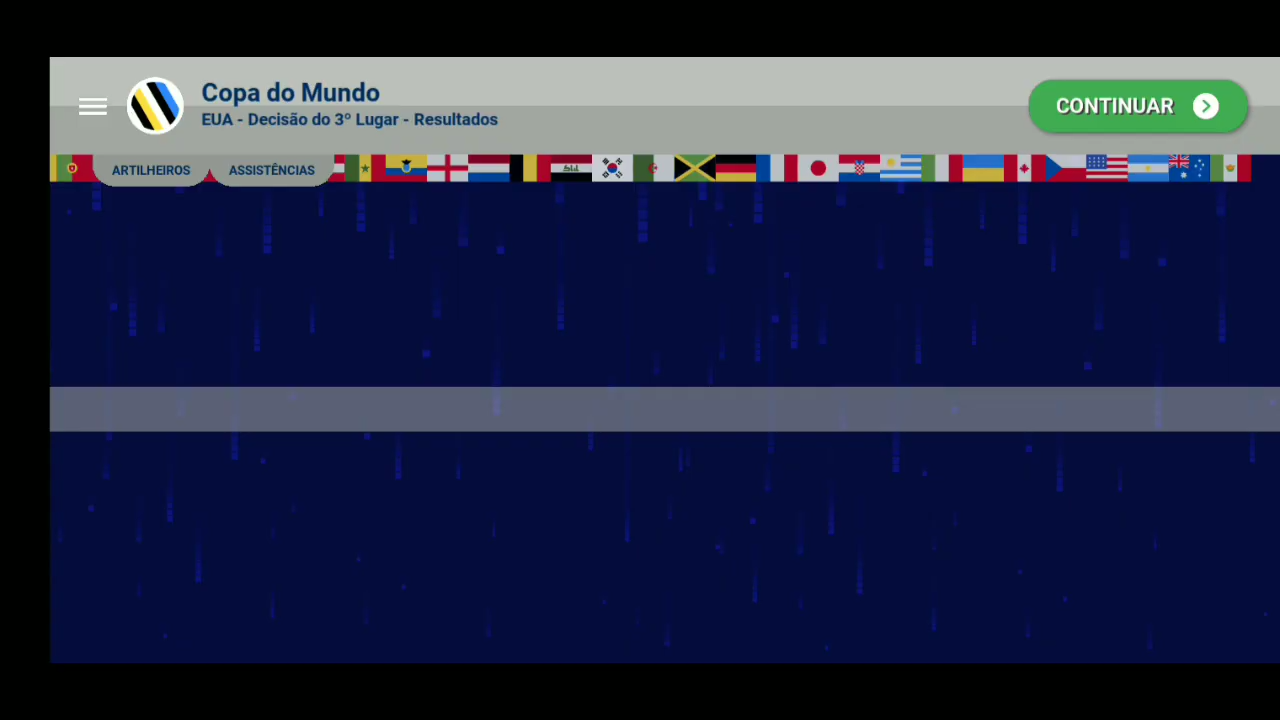 Copa do Mundo
EUA - Decisão do 3º Lugar - Resultados
CONTINUAR
ARTILHEIROS
ASSISTÊNCIAS